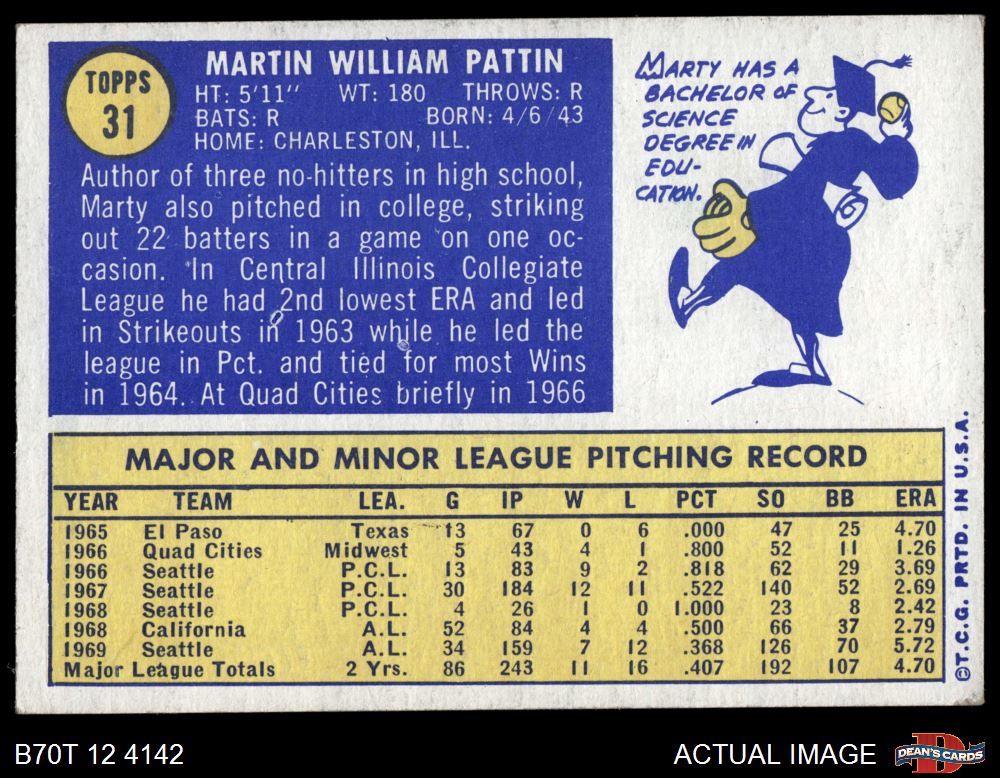 TOPPS
31
MARTIN WILLIAM PATTIN
HT: 5'11" WT: 180 THROWS: R
BATS: R BORN: 4/6/43
HOME: CHARLESTON, ILL.
Author of three no-hitters in high school,
Marty also pitched in college, striking
out 22 batters in a game on one oc-
casion. In Central Illinois Collegiate
League he had 2nd lowest ERA and led
in Strikeouts in 1963 while he led the
league in Pct. and tied for most Wins
in 1964. At Quad Cities briefly in 1966
MARTY HAS A
BACHELOR OF
SCIENCE
DEGREE IN
EDU-
CATION.
MAJOR AND MINOR LEAGUE PITCHING RECORD
YEAR TEAM LEA. G IP W L PCT SO BB ERA
1965 El Paso Texas 13 67 0 6 .000 47 25 4.70
1966 Quad Cities Midwest 5 43 4 1 .800 52 11 1.26
1966 Seattle P.C.L. 13 83 9 2 .818 62 29 3.69
1967 Seattle P.C.L. 30 184 12 11 .522 140 52 2.69
1968 Seattle P.C.L. 4 26 1 0 1.000 23 8 2.42
1968 California A.L. 52 84 4 4 .500 66 37 2.79
1969 Seattle A.L. 34 159 7 12 .368 126 70 5.72
Major League Totals 2 Yrs. 86 243 11 16 .407 192 107 4.70
©T.C.G. PRTD. IN U.S.A.
B70T 12 4142
ACTUAL IMAGE
DEAN'S CARDS